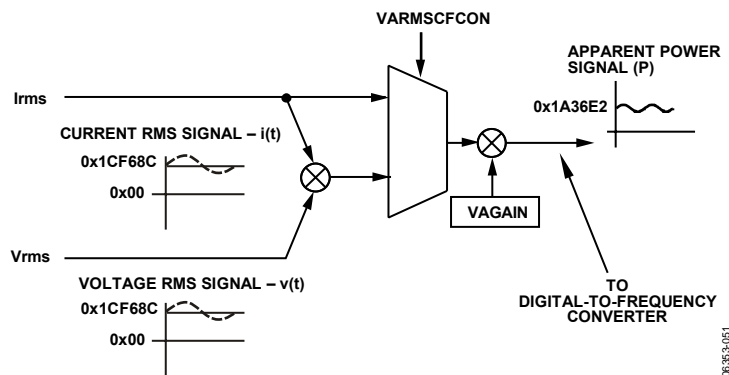 VARMSCFCON
APPARENT POWER
SIGNAL (P)
0x1A36E2
Irms
CURRENT RMS SIGNAL – i(t)
0x1CF68C
0x00
VAGAIN
Vrms
VOLTAGE RMS SIGNAL – v(t)
0x1CF68C
0x00
TO
DIGITAL-TO-FREQUENCY
CONVERTER
06353-051